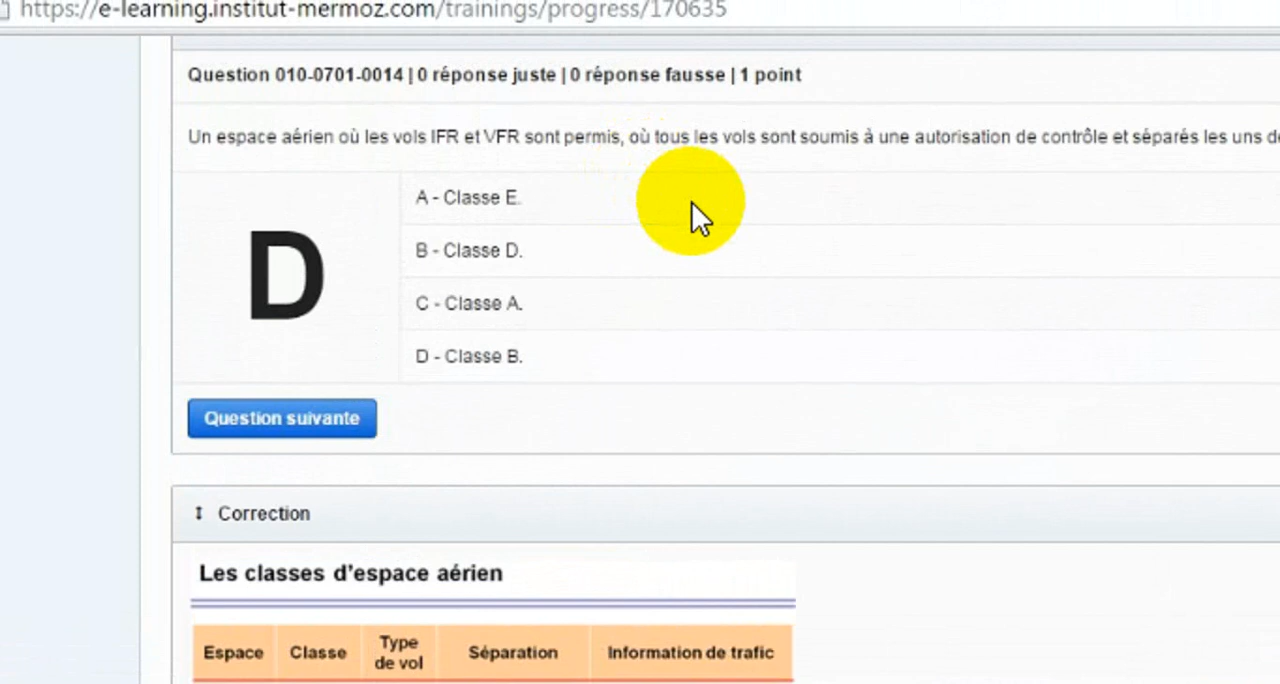 https://e-learning.institut-mermoz.com/trainings/progress/170635
Question 010-0701-0014 | 0 réponse juste | 0 réponse fausse | 1 point
Un espace aérien où les vols IFR et VFR sont permis, où tous les vols sont soumis à une autorisation de contrôle et séparés les uns
A - Classe E.
B - Classe D.
D
C - Classe A.
D - Classe B.
Question suivante
Correction
Les classes d'espace aérien
Espace Classe Type de vol Séparation Information de trafic